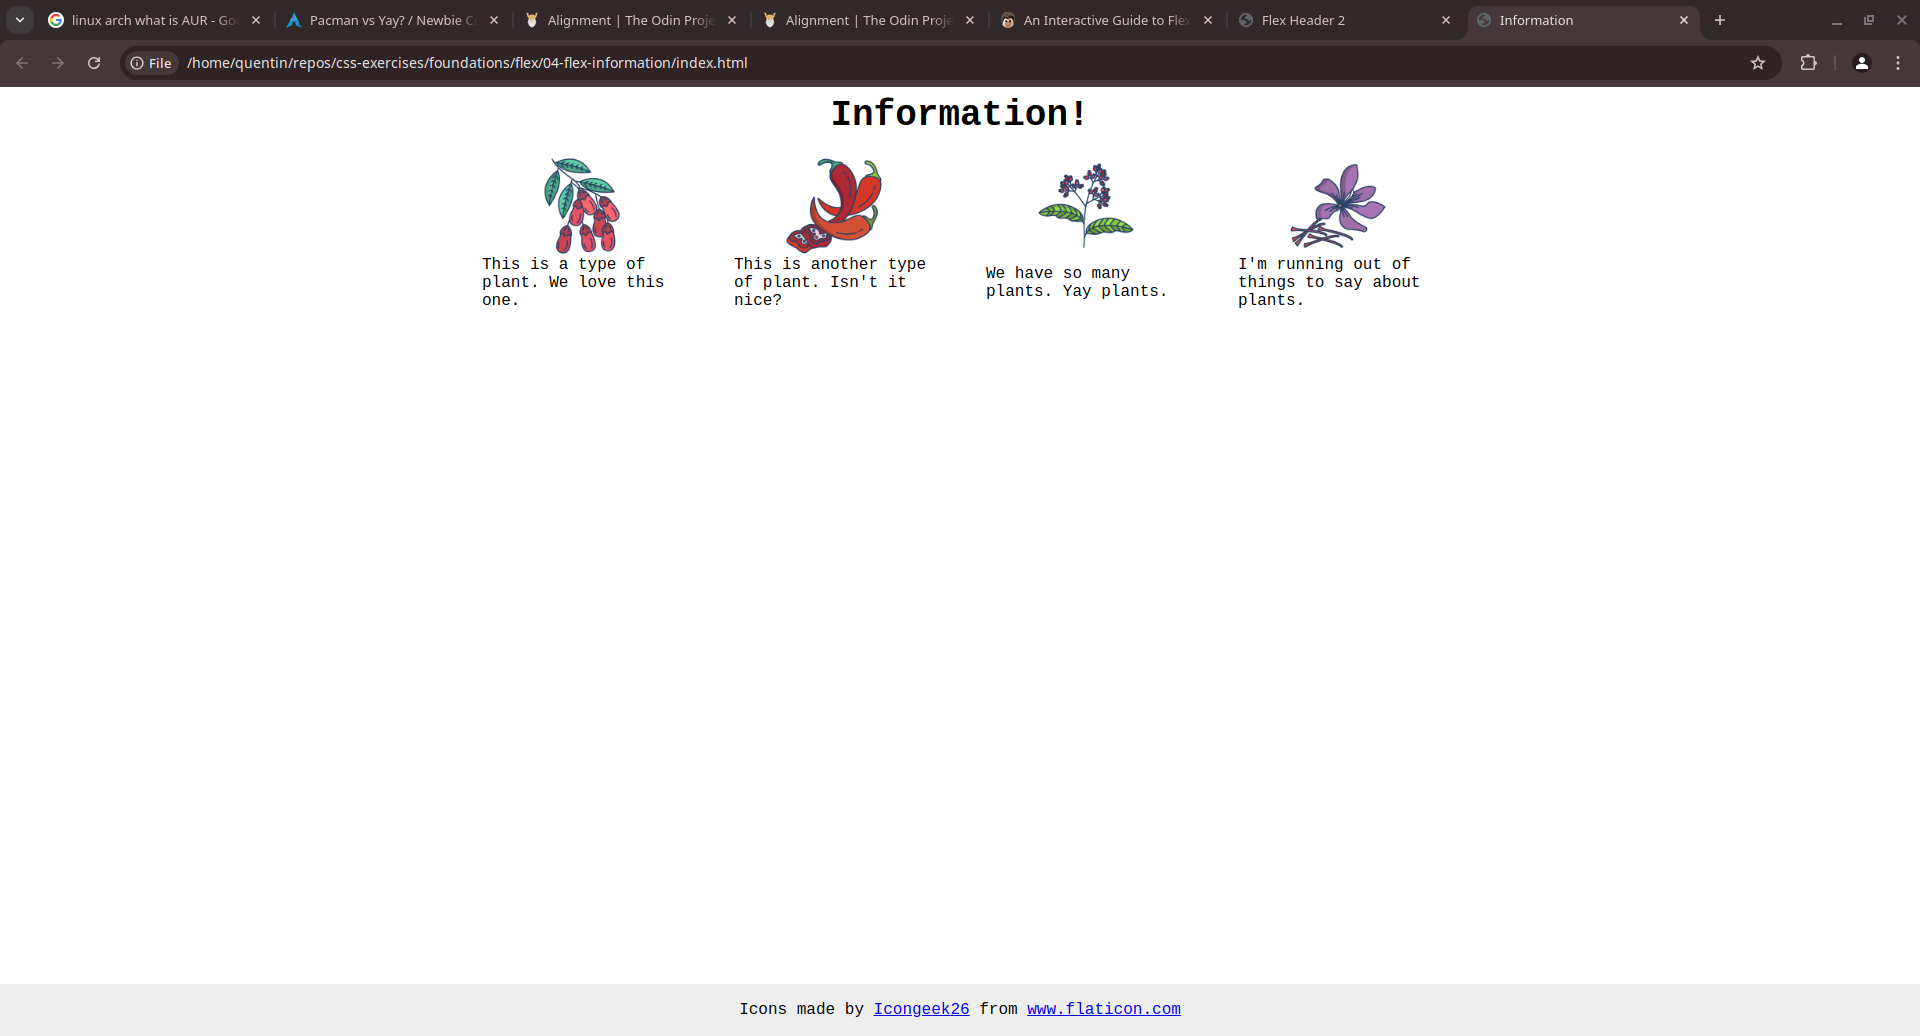 linux arch what is AUR - Go
Pacman vs Yay? / Newbie C
Alignment | The Odin Proje
Alignment | The Odin Proje
An Interactive Guide to Flex
Flex Header 2
Information
File
/home/quentin/repos/css-exercises/foundations/flex/04-flex-information/index.html
Information!
This is a type of
plant. We love this
one.
This is another type
of plant. Isn't it
nice?
We have so many
plants. Yay plants.
I'm running out of
things to say about
plants.
Icons made by Icongeek26 from www.flaticon.com